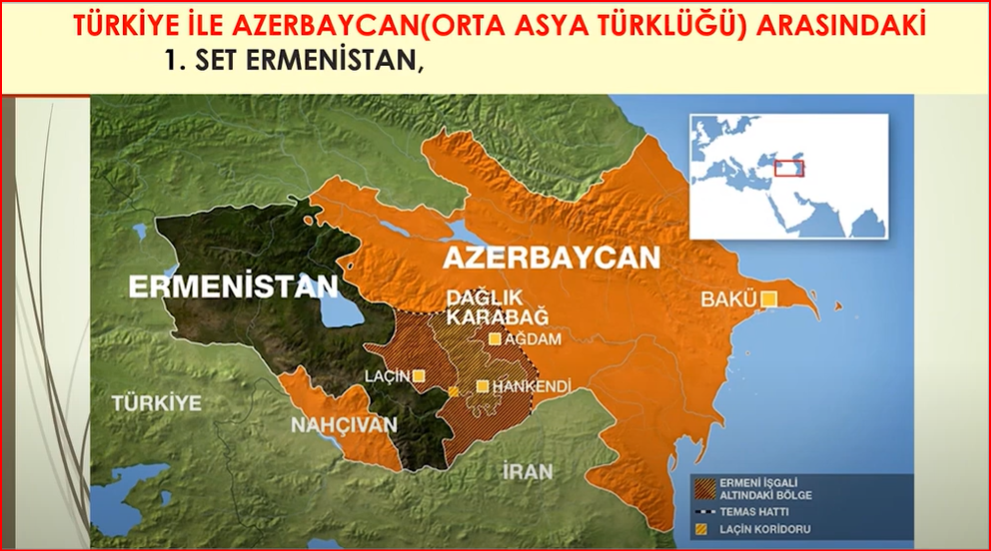 TÜRKİYE İLE AZERBAYCAN(ORTA ASYA TÜRKLÜĞÜ) ARASINDAKİ
1. SET ERMENİSTAN,
AZERBAYCAN
ERMENİSTAN
DAĞLIK
KARABAĞ
BAKÜ
AĞDAM
LAÇİN
HANKENDİ
TÜRKİYE
NAHÇIVAN
İRAN
ERMENİ İŞGALİ
ALTINDAKİ BÖLGE
TEMAS HATTI
LAÇİN KORİDORU